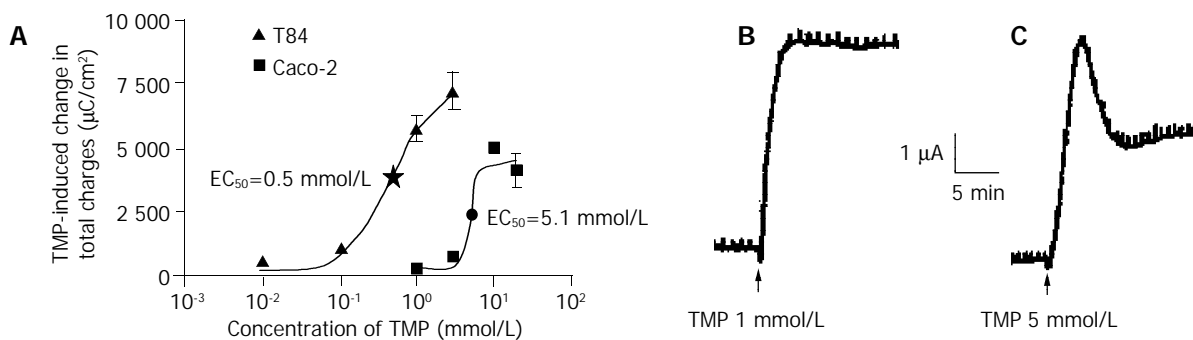 A
TMP-induced change in
total charges (μC/cm²)
10 000
7 500
5 000
2 500
0
T84
Caco-2
EC₅₀=0.5 mmol/L
EC₅₀=5.1 mmol/L
10⁻³
10⁻²
10⁻¹
10⁰
10¹
10²
Concentration of TMP (mmol/L)
B
TMP 1 mmol/L
C
1 μA
5 min
TMP 5 mmol/L